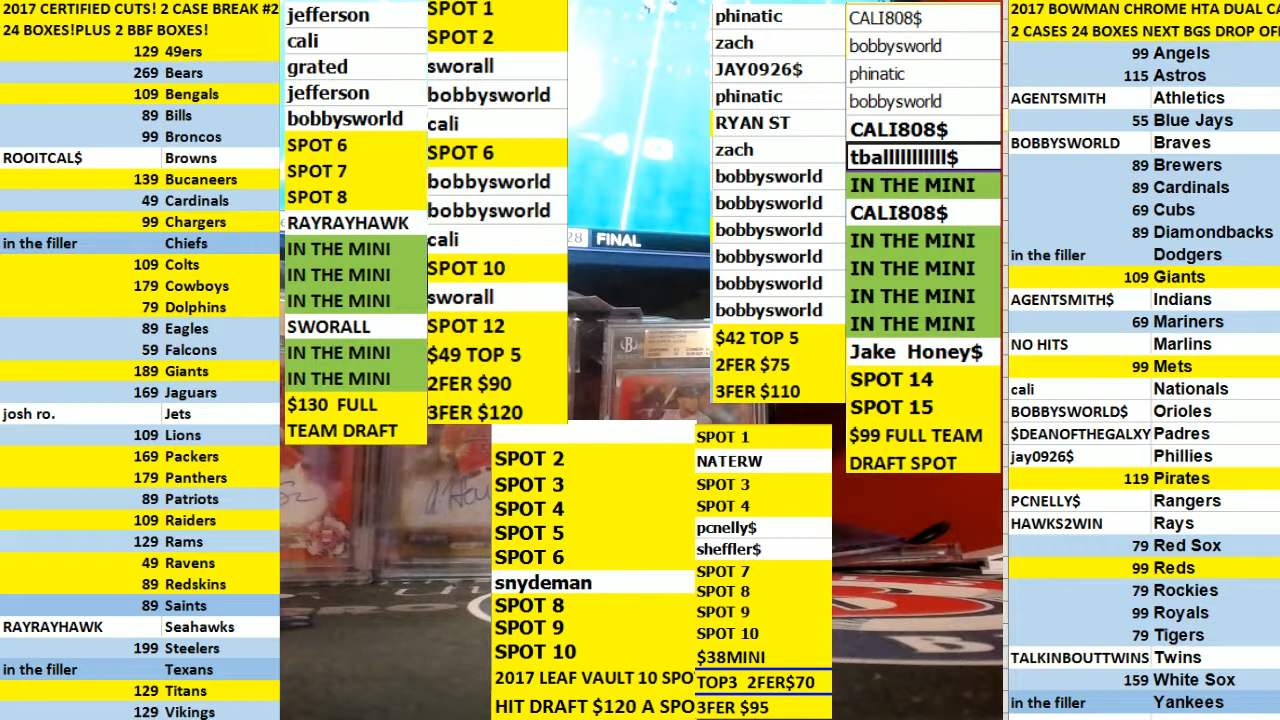 2017 CERTIFIED CUTS! 2 CASE BREAK #2
24 BOXES!PLUS 2 BBF BOXES!
129 49ers
269 Bears
109 Bengals
89 Bills
99 Broncos
ROOITCAL$ Browns
139 Bucaneers
49 Cardinals
99 Chargers
in the filler Chiefs
109 Colts
179 Cowboys
79 Dolphins
89 Eagles
59 Falcons
189 Giants
169 Jaguars
josh ro. Jets
109 Lions
169 Packers
179 Panthers
89 Patriots
109 Raiders
129 Rams
49 Ravens
89 Redskins
89 Saints
RAYRAYHAWK Seahawks
199 Steelers
in the filler Texans
129 Titans
129 Vikings
jefferson
cali
grated
jefferson
bobbysworld
SPOT 6
SPOT 7
SPOT 8
RAYRAYHAWK
IN THE MINI
IN THE MINI
IN THE MINI
SWORALL
IN THE MINI
IN THE MINI
$130 FULL
TEAM DRAFT
SPOT 1
SPOT 2
sworall
bobbysworld
cali
SPOT 6
bobbysworld
bobbysworld
cali
SPOT 10
sworall
SPOT 12
$49 TOP 5
2FER $90
3FER $120
28 FINAL
SPOT 2
SPOT 3
SPOT 4
SPOT 5
SPOT 6
snydeman
SPOT 8
SPOT 9
SPOT 10
2017 LEAF VAULT 10 SPO
HIT DRAFT $120 A SPO
SPOT 1
NATERW
SPOT 3
SPOT 4
pcnelly$
sheffler$
SPOT 7
SPOT 8
SPOT 9
SPOT 10
$38MINI
TOP3 2FER$70
3FER $95
phinatic
zach
JAY0926$
phinatic
RYAN ST
zach
bobbysworld
bobbysworld
bobbysworld
bobbysworld
bobbysworld
bobbysworld
$42 TOP 5
2FER $75
3FER $110
CALI808$
bobbysworld
phinatic
bobbysworld
CALI808$
tballlllllllllll$
IN THE MINI
CALI808$
IN THE MINI
IN THE MINI
IN THE MINI
IN THE MINI
Jake Honey$
SPOT 14
SPOT 15
$99 FULL TEAM
DRAFT SPOT
2017 BOWMAN CHROME HTA DUAL CA
2 CASES 24 BOXES NEXT BGS DROP OF
99 Angels
115 Astros
AGENTSMITH Athletics
55 Blue Jays
BOBBYSWORLD Braves
89 Brewers
89 Cardinals
69 Cubs
89 Diamondbacks
in the filler Dodgers
109 Giants
AGENTSMITH$ Indians
69 Mariners
NO HITS Marlins
99 Mets
cali Nationals
BOBBYSWORLD$ Orioles
$DEANOFTHEGALXY Padres
jay0926$ Phillies
119 Pirates
PCNELLY$ Rangers
HAWKS2WIN Rays
79 Red Sox
99 Reds
79 Rockies
99 Royals
79 Tigers
TALKINBOUTTWINS Twins
159 White Sox
in the filler Yankees